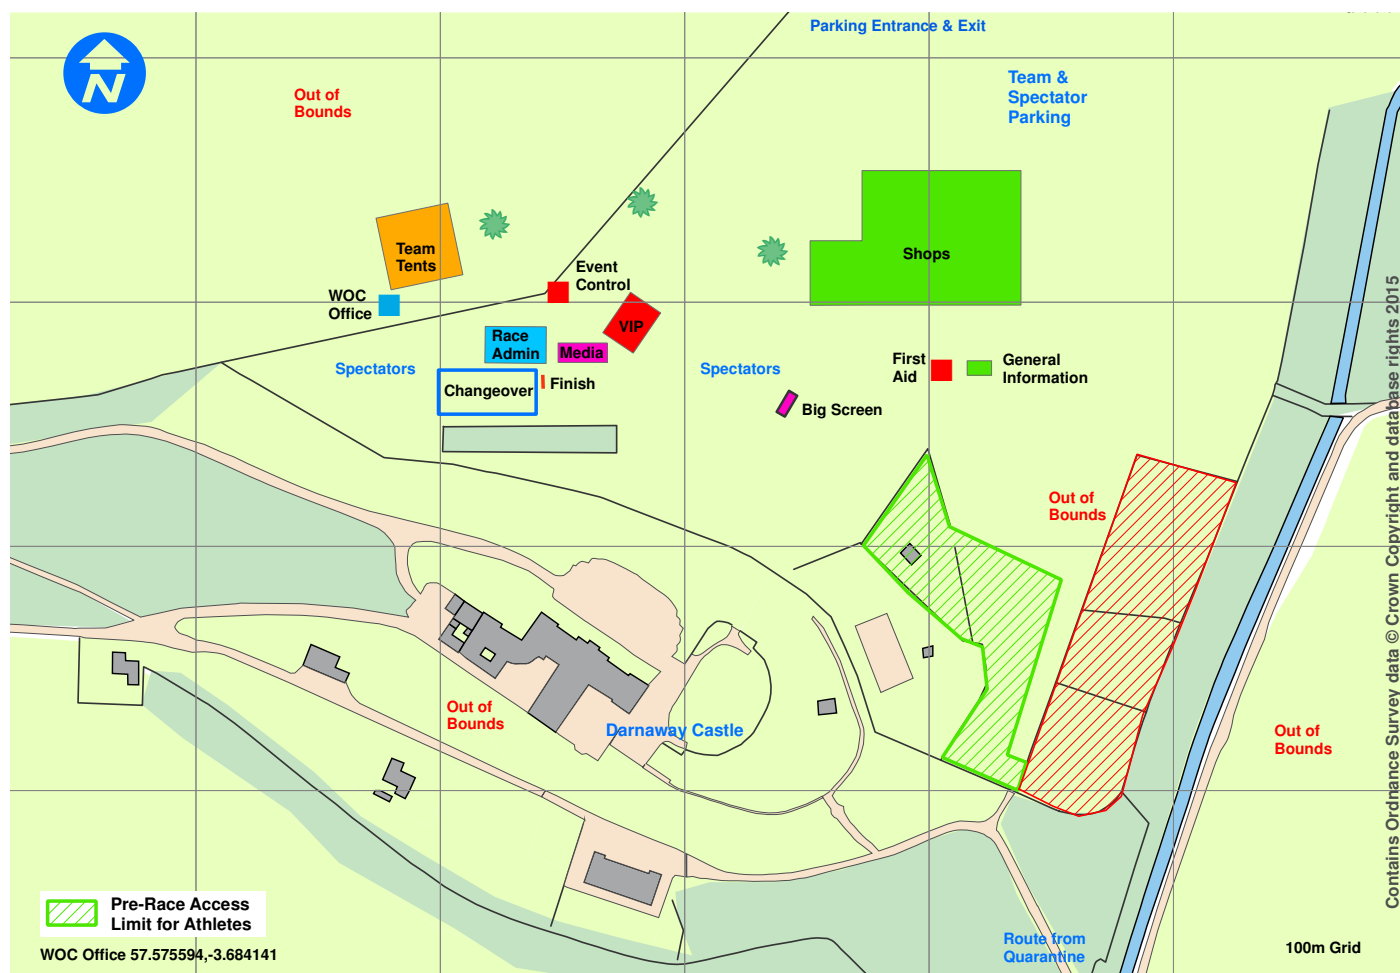 Parking Entrance & Exit
N
Out of
Bounds
Team &
Spectator
Parking
Team
Tents
Shops
Event
Control
WOC
Office
VIP
Race
Admin
Media
Spectators
Spectators
First
Aid
General
Information
Changeover
Finish
Big Screen
Out of
Bounds
Out of
Bounds
Darnaway Castle
Out of
Bounds
Contains Ordnance Survey data © Crown Copyright and database rights 2015
Pre-Race Access
Limit for Athletes
WOC Office 57.575594,-3.684141
Route from
Quarantine
100m Grid